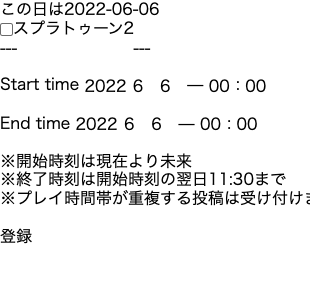 この日は2022-06-06
スプラトゥーン2
--- ---
Start time 2022 6 6 — 00 : 00
End time 2022 6 6 — 00 : 00
※開始時刻は現在より未来
※終了時刻は開始時刻の翌日11:30まで
※プレイ時間帯が重複する投稿は受け付けま
登録